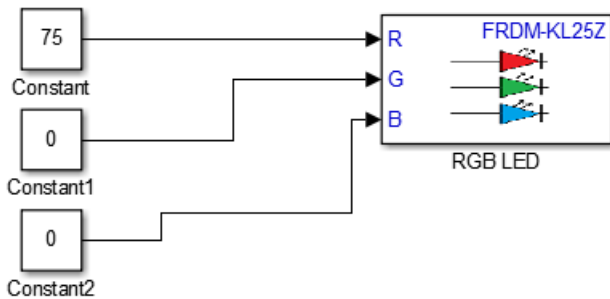 75
Constant
0
Constant1
0
Constant2
R
G
B
FRDM-KL25Z
RGB LED